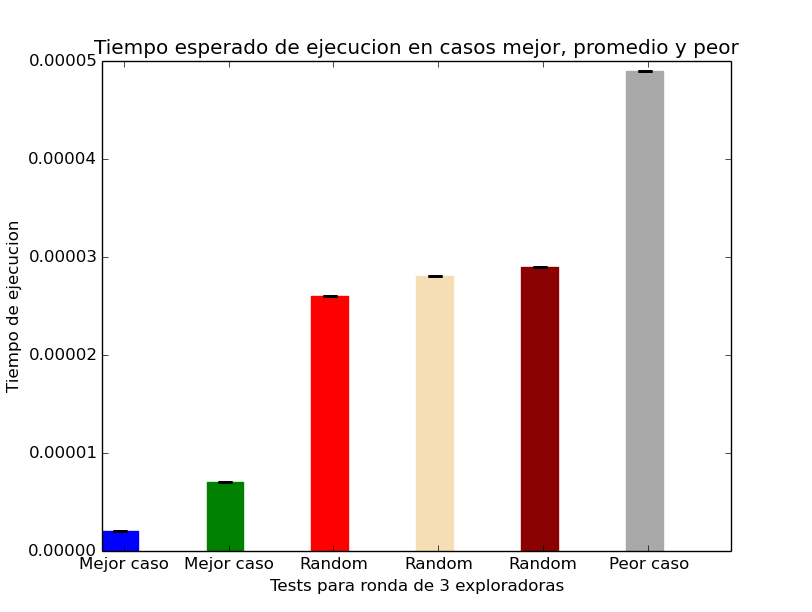 Tiempo esperado de ejecucion en casos mejor, promedio y peor
0.00005
0.00004
0.00003
0.00002
0.00001
0.00000
Tiempo de ejecucion
Mejor caso Mejor caso Random Random Random Peor caso
Tests para ronda de 3 exploradoras